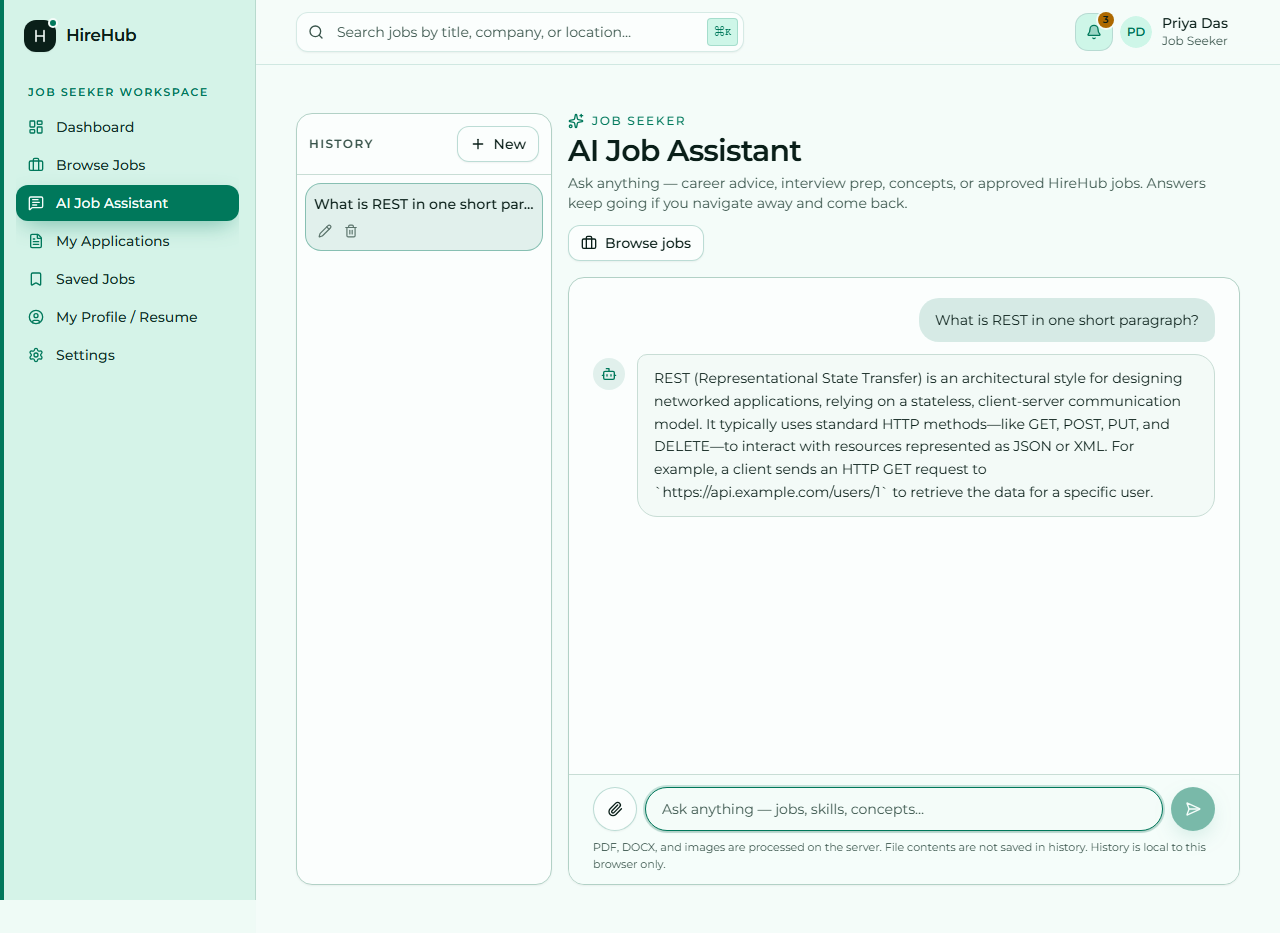 H HireHub
JOB SEEKER WORKSPACE
Dashboard
Browse Jobs
AI Job Assistant
My Applications
Saved Jobs
My Profile / Resume
Settings
Search jobs by title, company, or location...
⌘K
3
PD
Priya Das
Job Seeker
HISTORY
New
What is REST in one short par...
JOB SEEKER
AI Job Assistant
Ask anything — career advice, interview prep, concepts, or approved HireHub jobs. Answers
keep going if you navigate away and come back.
Browse jobs
What is REST in one short paragraph?
REST (Representational State Transfer) is an architectural style for designing
networked applications, relying on a stateless, client-server communication
model. It typically uses standard HTTP methods—like GET, POST, PUT, and
DELETE—to interact with resources represented as JSON or XML. For
example, a client sends an HTTP GET request to
`https://api.example.com/users/1` to retrieve the data for a specific user.
Ask anything — jobs, skills, concepts...
PDF, DOCX, and images are processed on the server. File contents are not saved in history. History is local to this
browser only.